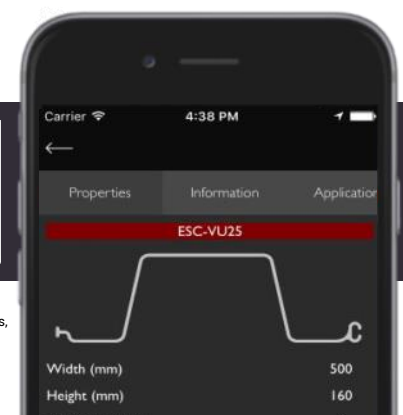 Carrier 4:38 PM
Properties Information Application
ESC-VU25
s,
Width (mm) 500
Height (mm) 160